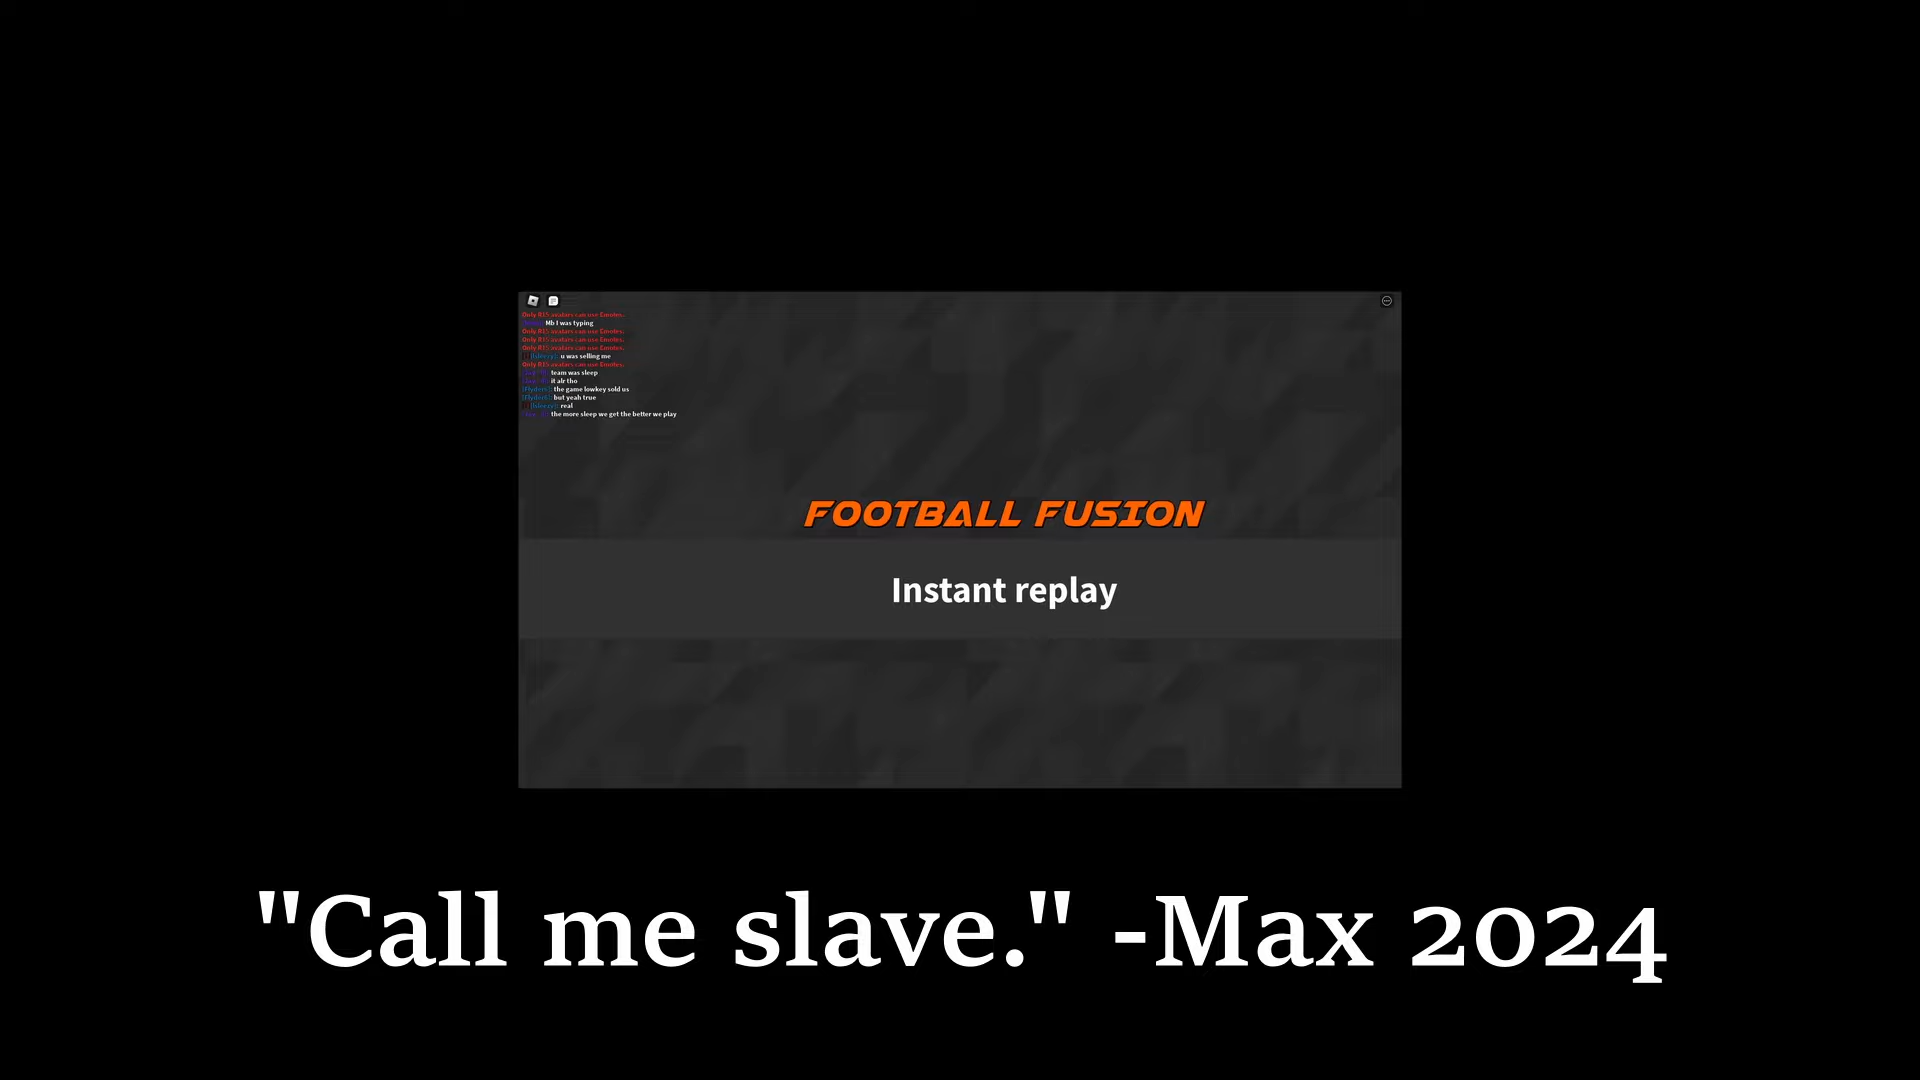 Only R15 avatars can use Emotes.
Mb I was typing
Only R15 avatars can use Emotes.
Only R15 avatars can use Emotes.
Only R15 avatars can use Emotes.
u was selling me
Only R15 avatars can use Emotes.
team was sleep
it alr tho
the game lowkey sold us
but yeah true
real
the more sleep we get the better we play
FOOTBALL FUSION
Instant replay
"Call me slave." -Max 2024